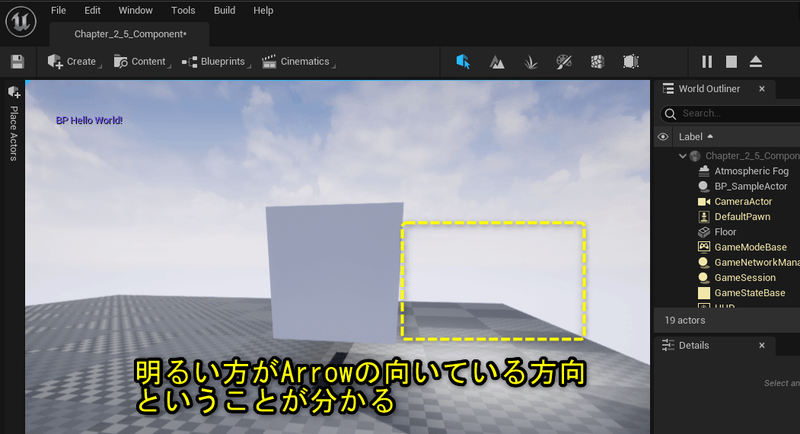 File Edit Window Tools Build Help
Chapter_2_5_Component*
Create Content Blueprints Cinematics
Place Actors
BP Hello World!
World Outliner
Search...
Label
Chapter_2_5_Compon
Atmospheric Fog
BP_SampleActor
CameraActor
DefaultPawn
Floor
GameModeBase
GameNetworkMana
GameSession
GameStateBase
19 actors
Details
Select an
明るい方がArrowの向いている方向
ということが分かる